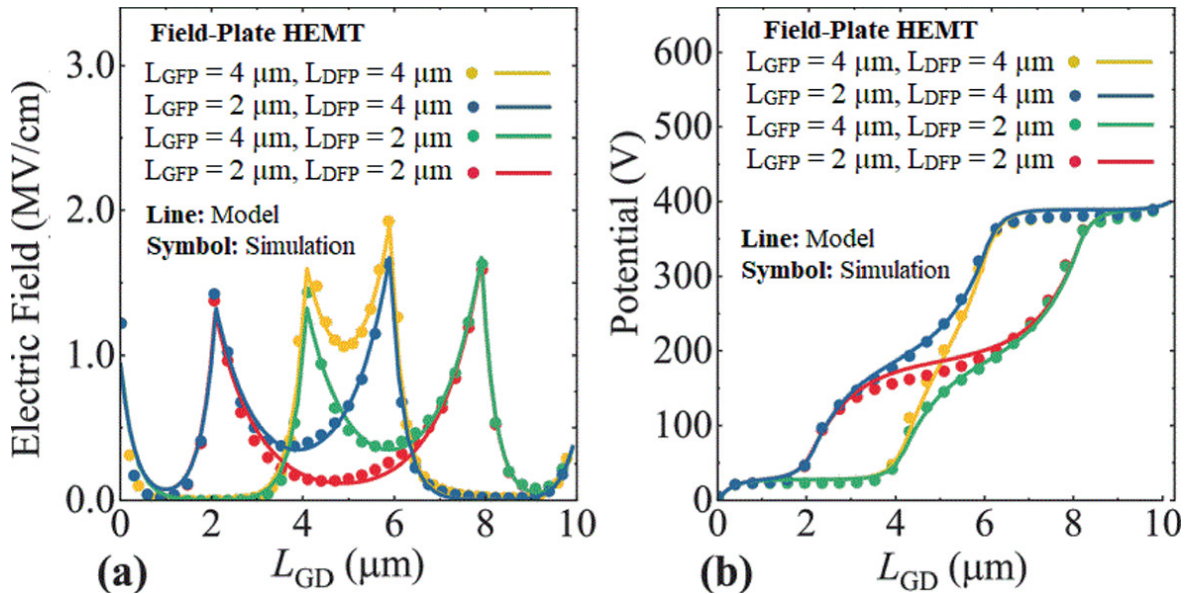 Field-Plate HEMT
LGFP = 4 μm, LDFP = 4 μm
LGFP = 2 μm, LDFP = 4 μm
LGFP = 4 μm, LDFP = 2 μm
LGFP = 2 μm, LDFP = 2 μm
Line: Model
Symbol: Simulation
Electric Field (MV/cm)
3.0
2.0
1.0
0.0
0 2 4 6 8 10
(a)
LGD (μm)
Field-Plate HEMT
LGFP = 4 μm, LDFP = 4 μm
LGFP = 2 μm, LDFP = 4 μm
LGFP = 4 μm, LDFP = 2 μm
LGFP = 2 μm, LDFP = 2 μm
Line: Model
Symbol: Simulation
Potential (V)
600
500
400
300
200
100
0
0 2 4 6 8 10
(b)
LGD (μm)